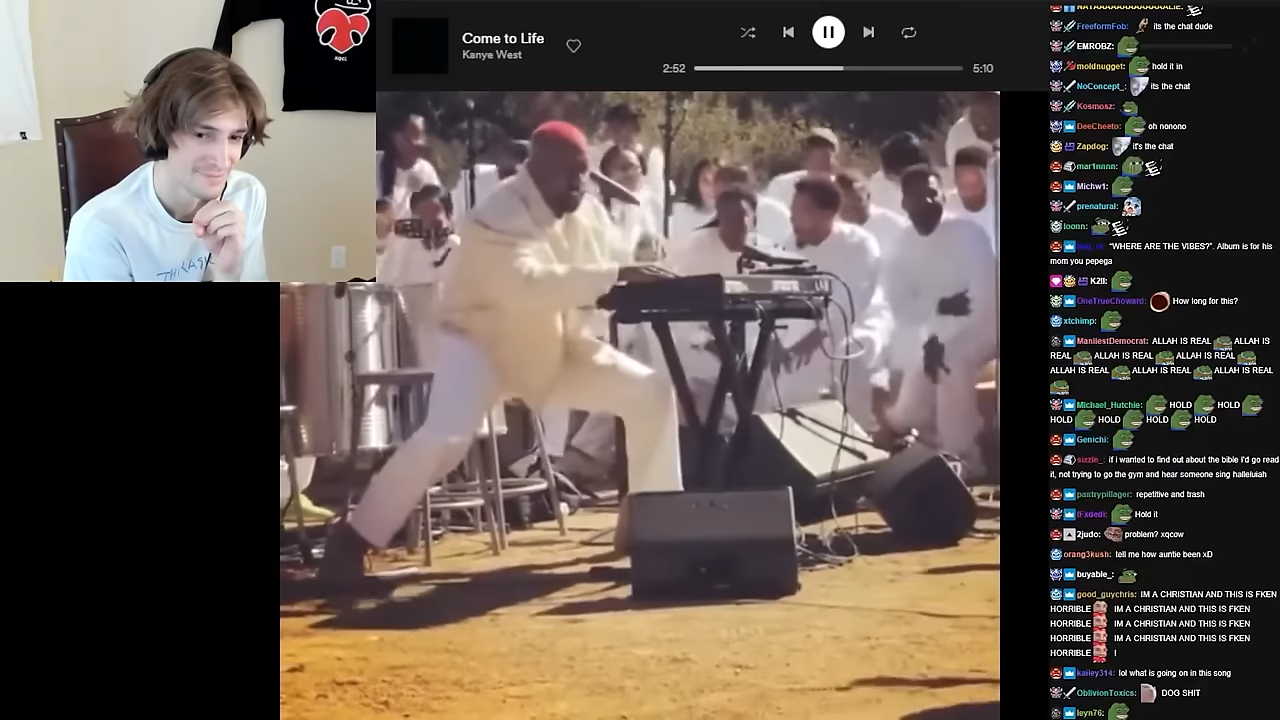 Come to Life
Kanye West
2:52
5:10
XQC
THRASH
FreeformFob: its the chat dude
EMROBZ:
moldnugget: hold it in
NoConcept_: its the chat
Kosmosz:
DeeCheeto: oh nonono
Zapdog: it's the chat
mar1nnnn:
Michw1:
prenatural:
toonn:
"WHERE ARE THE VIBES?". Album is for his
mom you pepega
K2ll:
OneTrueChoward: How long for this?
xtchimp:
ManliestDemocrat: ALLAH IS REAL ALLAH IS
REAL ALLAH IS REAL ALLAH IS REAL
ALLAH IS REAL ALLAH IS REAL ALLAH IS REAL
Michael_Hutchie: HOLD HOLD
HOLD HOLD HOLD HOLD
Genichi:
sizzle_: if i wanted to find out about the bible I'd go read
it, not trying to go the gym and hear someone sing halleluiah
pantrypillager: repetitive and trash
IFxdedi: Hold it
2judo: problem? xqcow
orang3kush: tell me how auntie been xD
buyable_:
good_guychris: IM A CHRISTIAN AND THIS IS FKEN
HORRIBLE IM A CHRISTIAN AND THIS IS FKEN
HORRIBLE IM A CHRISTIAN AND THIS IS FKEN
HORRIBLE IM A CHRISTIAN AND THIS IS FKEN
HORRIBLE !
kailey314: lol what is going on in this song
OblivionToxics: DOG SHIT
leyn76: